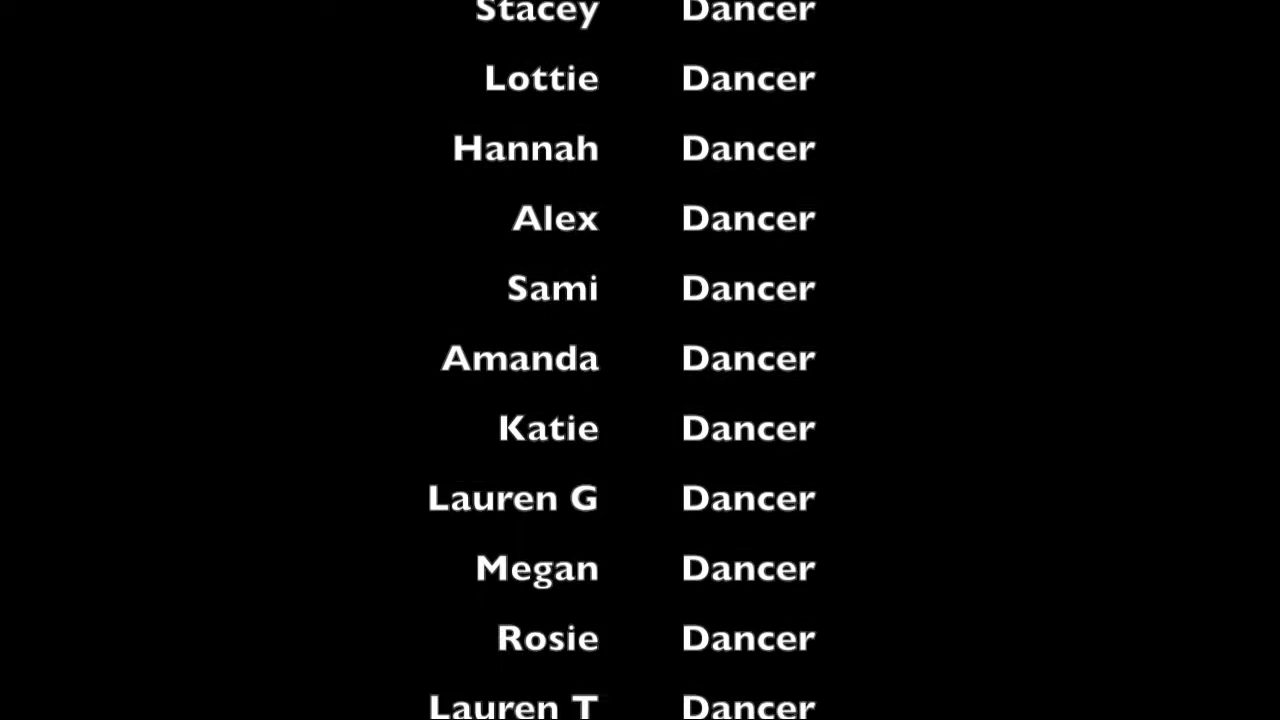 Stacey Dancer
Lottie Dancer
Hannah Dancer
Alex Dancer
Sami Dancer
Amanda Dancer
Katie Dancer
Lauren G Dancer
Megan Dancer
Rosie Dancer
Lauren T Dancer